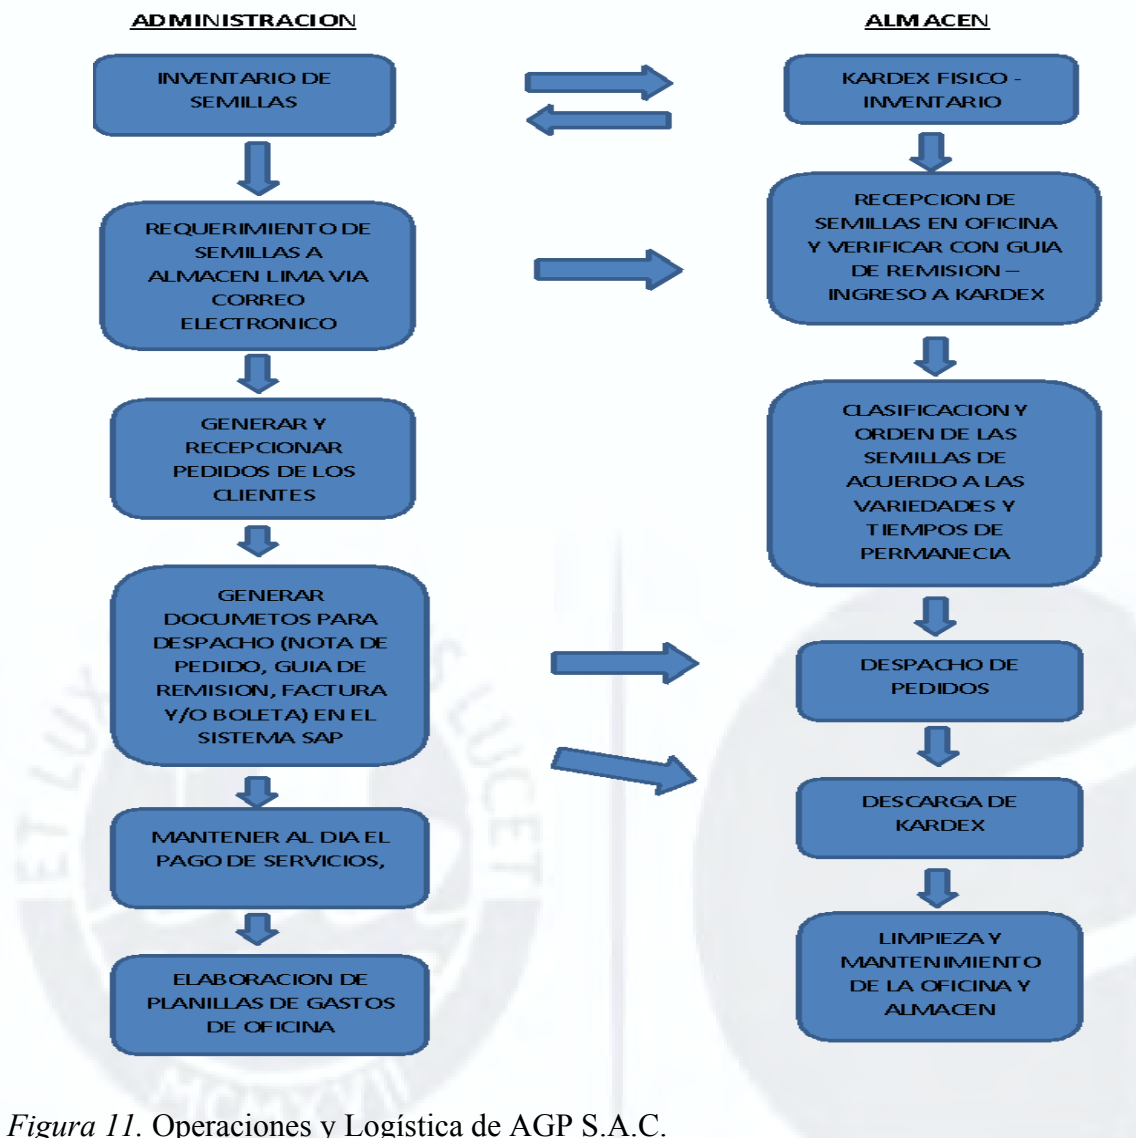 ADMINISTRACION
INVENTARIO DE
SEMILLAS
REQUERIMIENTO DE
SEMILLAS A
ALMACEN LIMA VIA
CORREO
ELECTRONICO
GENERAR Y
RECEPCIONAR
PEDIDOS DE LOS
CLIENTES
GENERAR
DOCUMETOS PARA
DESPACHO (NOTA DE
PEDIDO, GUIA DE
REMISION, FACTURA
Y/O BOLETA) EN EL
SISTEMA SAP
MANTENER AL DIA EL
PAGO DE SERVICIOS,
ELABORACION DE
PLANILLAS DE GASTOS
DE OFICINA
ALMACEN
KARDEX FISICO -
INVENTARIO
RECEPCION DE
SEMILLAS EN OFICINA
Y VERIFICAR CON GUIA
DE REMISION –
INGRESO A KARDEX
CLASIFICACION Y
ORDEN DE LAS
SEMILLAS DE
ACUERDO A LAS
VARIEDADES Y
TIEMPOS DE
PERMANECIA
DESPACHO DE
PEDIDOS
DESCARGA DE
KARDEX
LIMPIEZA Y
MANTENIMIENTO
DE LA OFICINA Y
ALMACEN
ET LUX
LUCET
MCMXVII
Figura 11. Operaciones y Logística de AGP S.A.C.